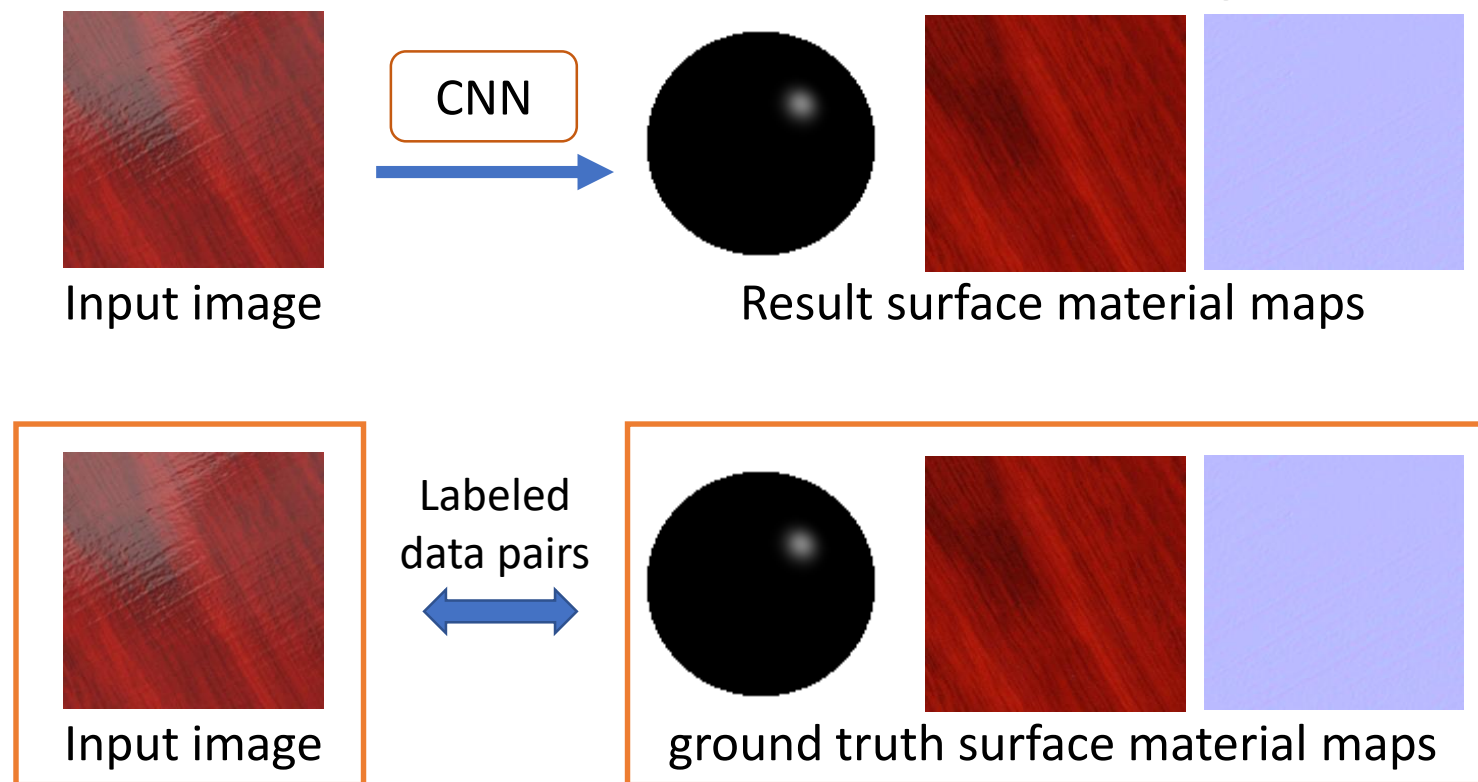 CNN
Input image
Result surface material maps
Labeled
data pairs
Input image
ground truth surface material maps